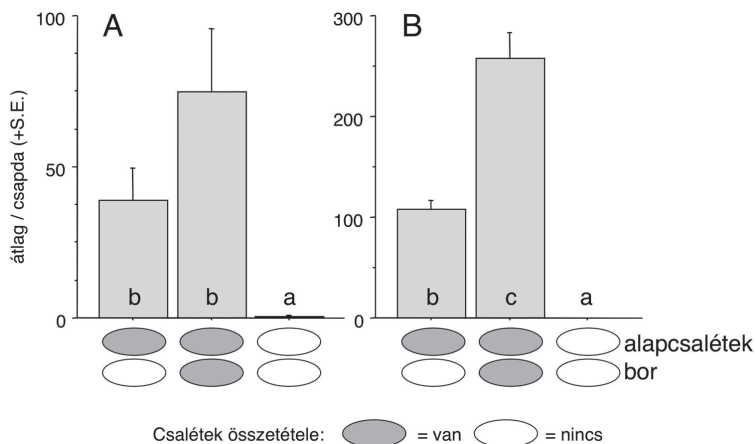 A
100
50
0
átlag / csapda (+S.E.)
b
b
a
B
300
200
100
0
b
c
a
alapcsalétek
bor
Csalétek összetétele: = van = nincs